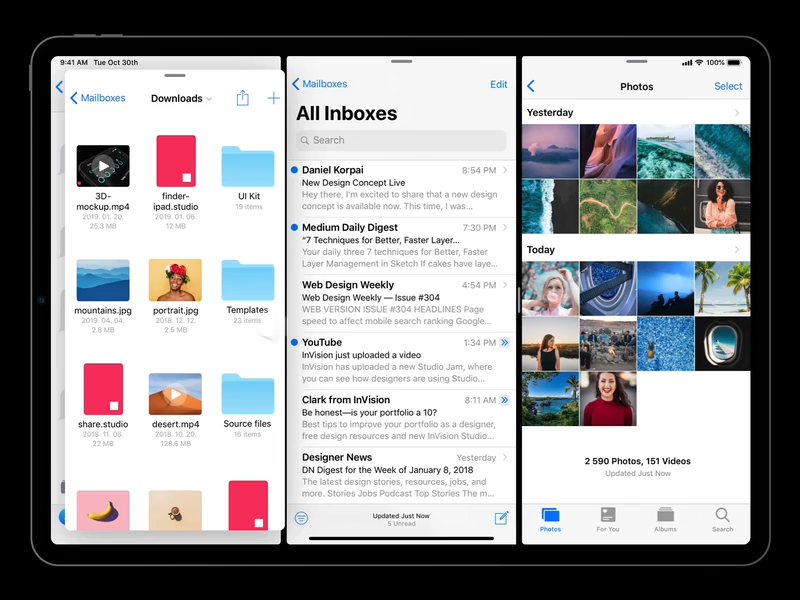 9:41 AM Tue Oct 30th
Mailboxes
Downloads
3D-
mockup.mp4
2019. 01. 20.
25.3 MB
finder-
ipad.studio
2019. 01. 06.
12 MB
UI Kit
19 items
mountains.jpg
2019. 04. 04.
2.8 MB
portrait.jpg
2018. 12. 12.
2.5 MB
Templates
23 items
share.studio
2018. 11. 06.
22 MB
desert.mp4
2018. 10. 20.
128.6 MB
Source files
16 items
Mailboxes
Edit
All Inboxes
Search
Daniel Korpai 8:54 PM
New Design Concept Live
Hey there, I'm excited to share that a new design
concept is available now. This time, I was...
Medium Daily Digest 7:30 PM
"7 Techniques for Better, Faster Layer...
Your daily three 7 techniques for Better, Faster
Layer Management in Sketch If cakes have laye...
Web Design Weekly 4:54 PM
Web Design Weekly — Issue #304
WEB VERSION ISSUE #304 HEADLINES Page
speed to affect mobile search ranking Google...
YouTube 1:34 PM
InVision just uploaded a video
InVision has uploaded a new Studio Jam, where
you can see how designers are using Studio...
Clark from InVision 8:11 AM
Be honest—is your portfolio a 10?
Best tips to improve your portfolio as a designer,
free design resources and new InVision Studio...
Designer News Yesterday
DN Digest for the Week of January 8, 2018
The latest design stories, resources, jobs, and
more. Stories Jobs Podcast Top Stories The m...
Updated Just Now
5 Unread
100%
Photos
Select
Yesterday
Today
2 590 Photos, 151 Videos
Updated Just Now
Photos
For You
Albums
Search